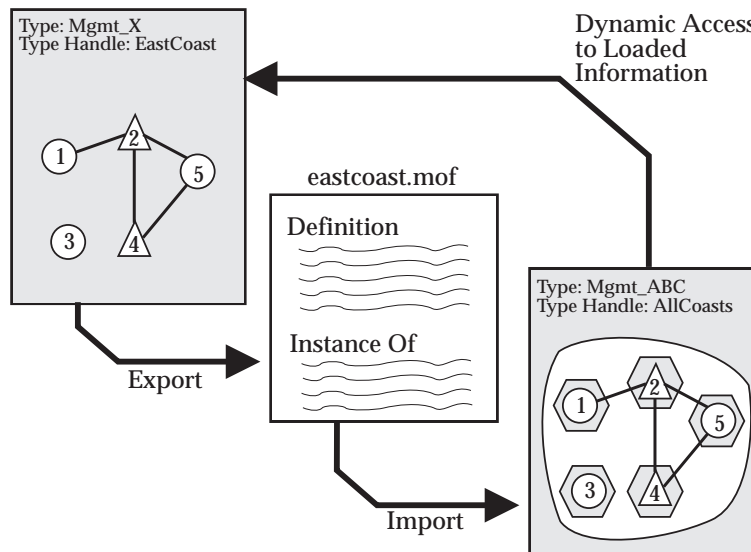 Type: Mgmt_X
Type Handle: EastCoast
1
2
5
3
4
Dynamic Access
to Loaded
Information
eastcoast.mof
Definition
Instance Of
Export
Import
Type: Mgmt_ABC
Type Handle: AllCoasts
1
2
5
3
4